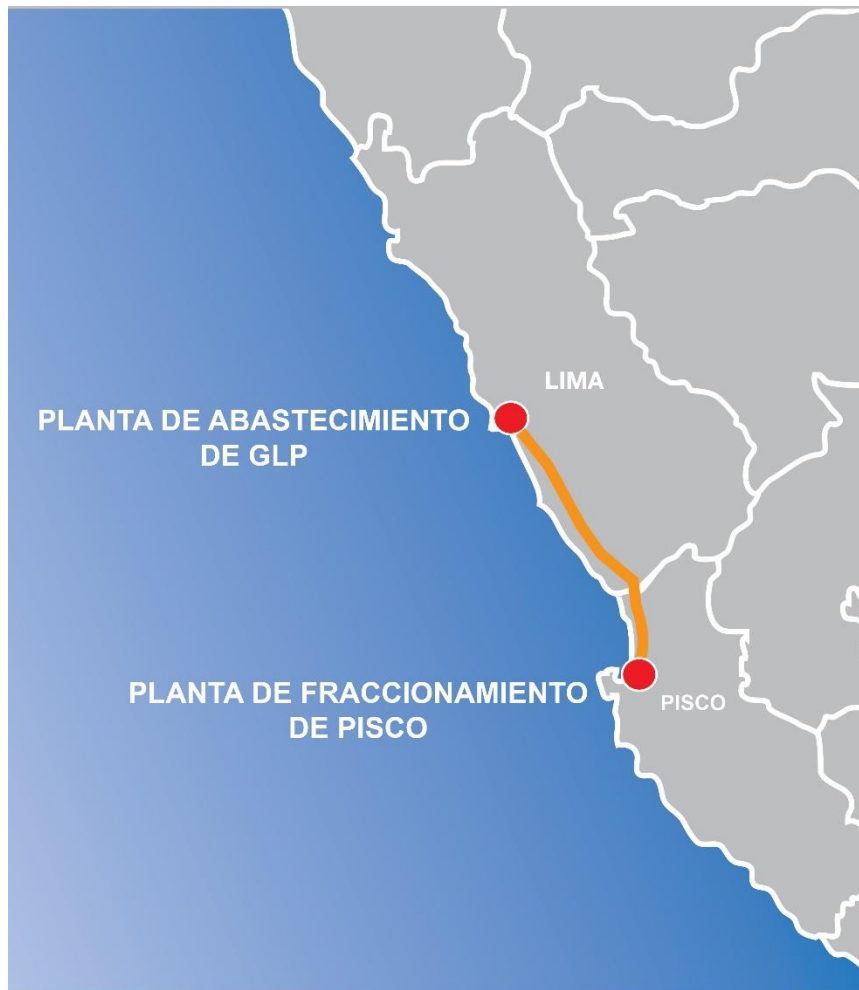 LIMA
PLANTA DE ABASTECIMIENTO
DE GLP
PLANTA DE FRACCIONAMIENTO
DE PISCO
PISCO